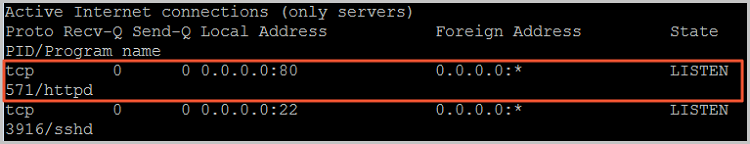 Active Internet connections (only servers)
Proto Recv-Q Send-Q Local Address Foreign Address State
PID/Program name
tcp 0 0 0.0.0.0:80 0.0.0.0:* LISTEN
571/httpd
tcp 0 0 0.0.0.0:22 0.0.0.0:* LISTEN
3916/sshd